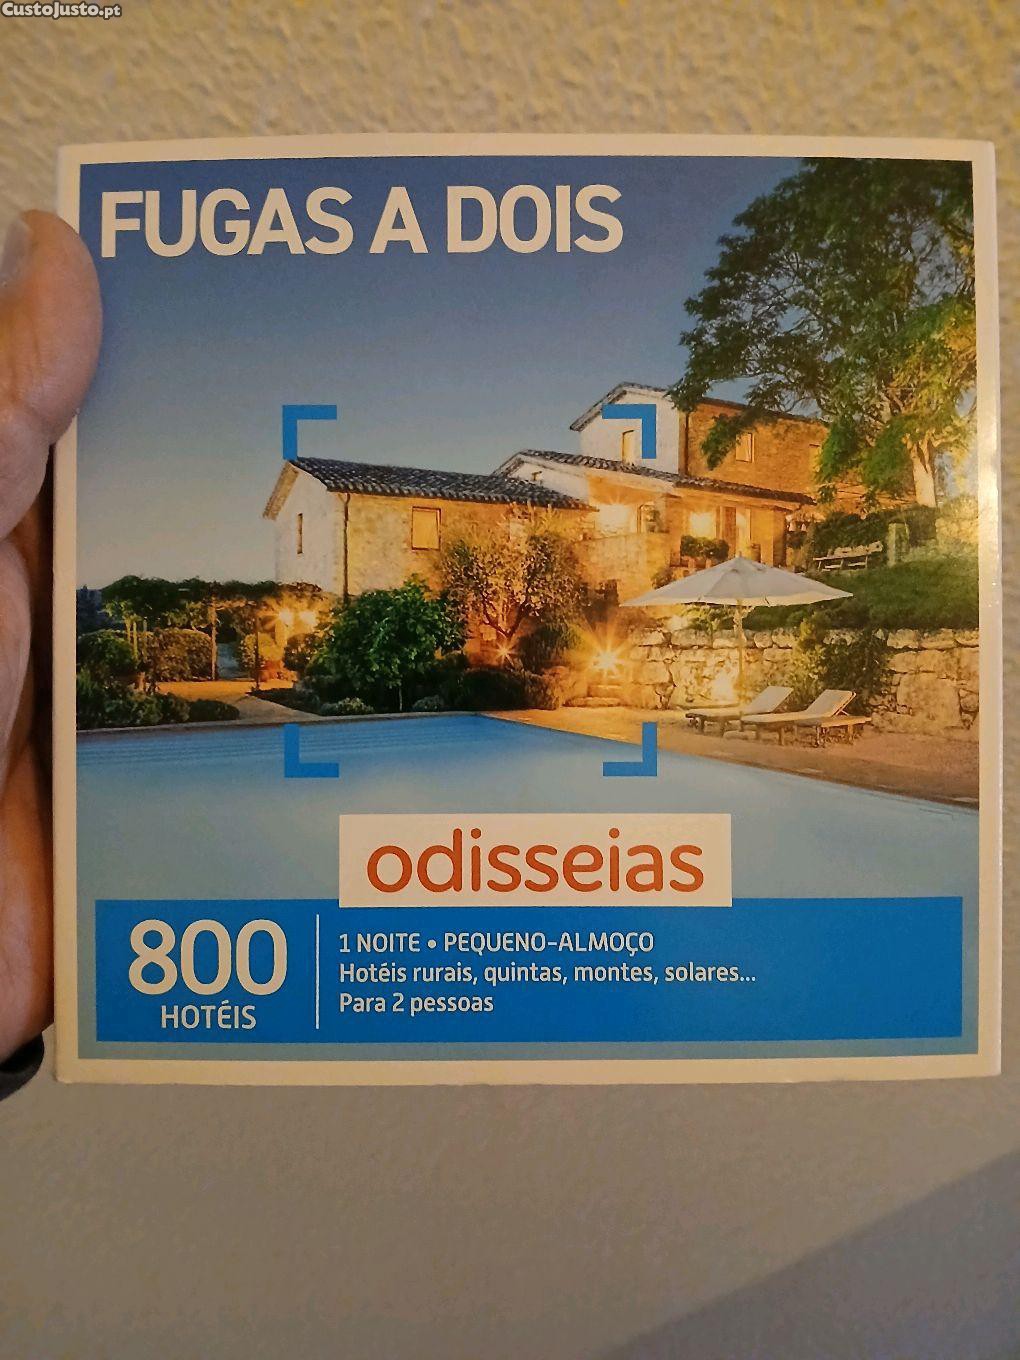 CustoJusto.pt
FUGAS A DOIS
odisseias
800
HOTÉIS
1 NOITE • PEQUENO-ALMOÇO
Hotéis rurais, quintas, montes, solares...
Para 2 pessoas